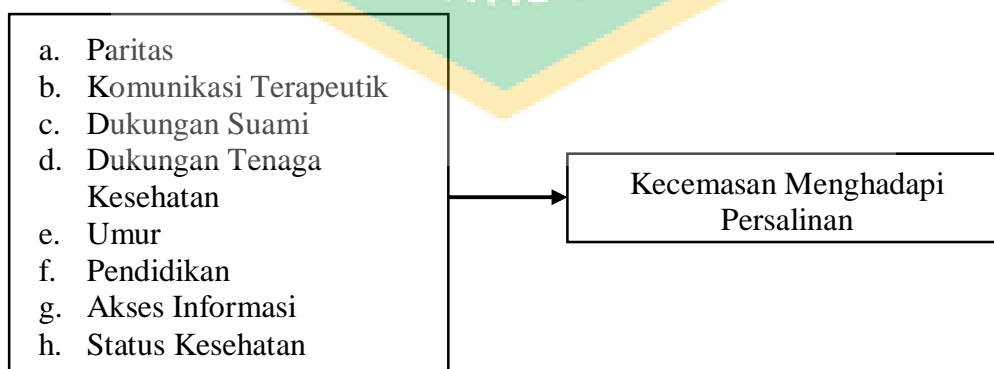 a. Paritas
b. Komunikasi Terapeutik
c. Dukungan Suami
d. Dukungan Tenaga
Kesehatan
e. Umur
f. Pendidikan
g. Akses Informasi
h. Status Kesehatan
Kecemasan Menghadapi
Persalinan